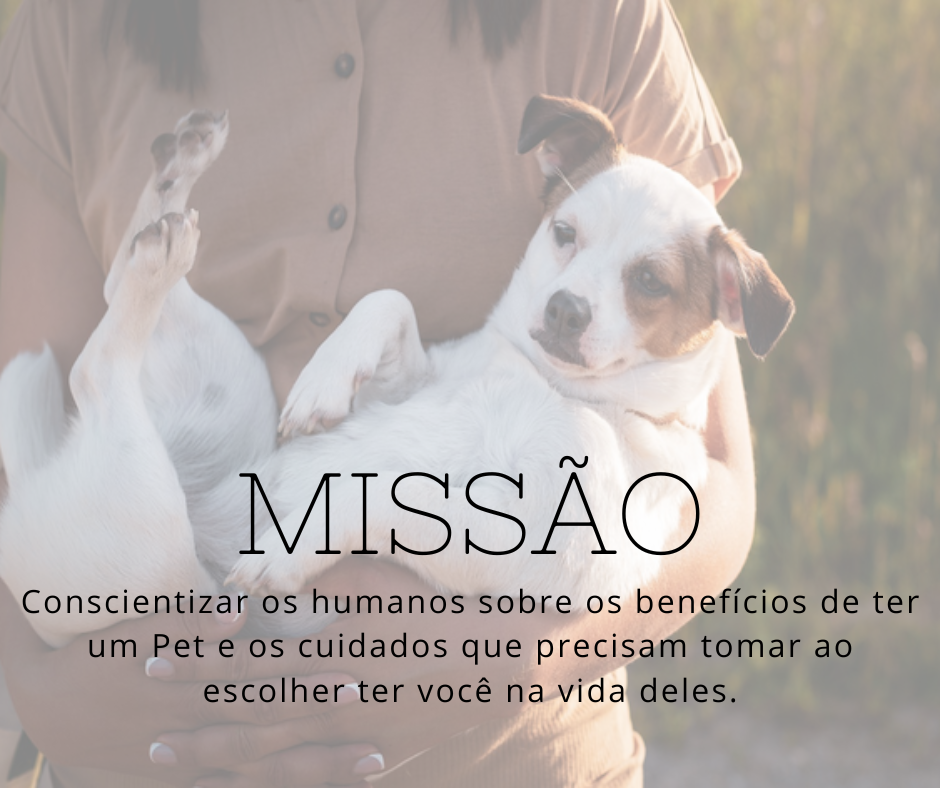 MISSÃO
Conscientizar os humanos sobre os benefícios de ter
um Pet e os cuidados que precisam tomar ao
escolher ter você na vida deles.